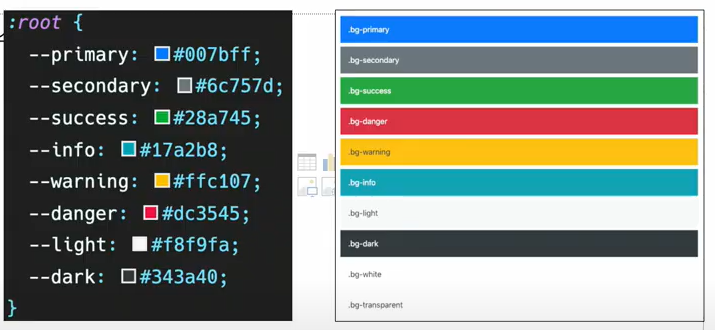 :root {
--primary: #007bff;
--secondary: #6c757d;
--success: #28a745;
--info: #17a2b8;
--warning: #ffc107;
--danger: #dc3545;
--light: #f8f9fa;
--dark: #343a40;
}
.bg-primary
.bg-secondary
.bg-success
.bg-danger
.bg-warning
.bg-info
.bg-light
.bg-dark
.bg-white
.bg-transparent